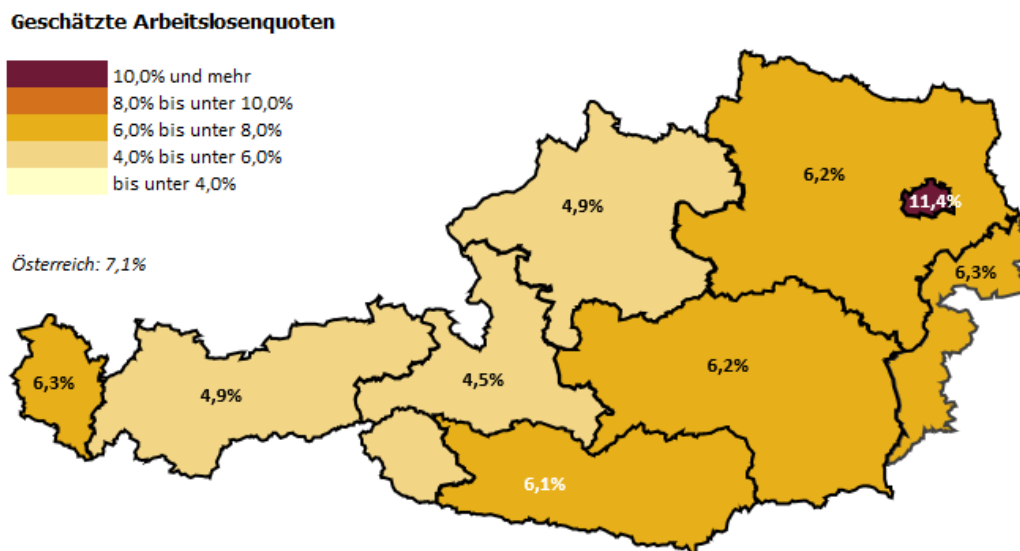 Geschätzte Arbeitslosenquoten
10,0% und mehr
8,0% bis unter 10,0%
6,0% bis unter 8,0%
4,0% bis unter 6,0%
bis unter 4,0%
Österreich: 7,1%
6,2%
11,4%
4,9%
6,3%
6,3%
4,9%
4,5%
6,2%
6,1%